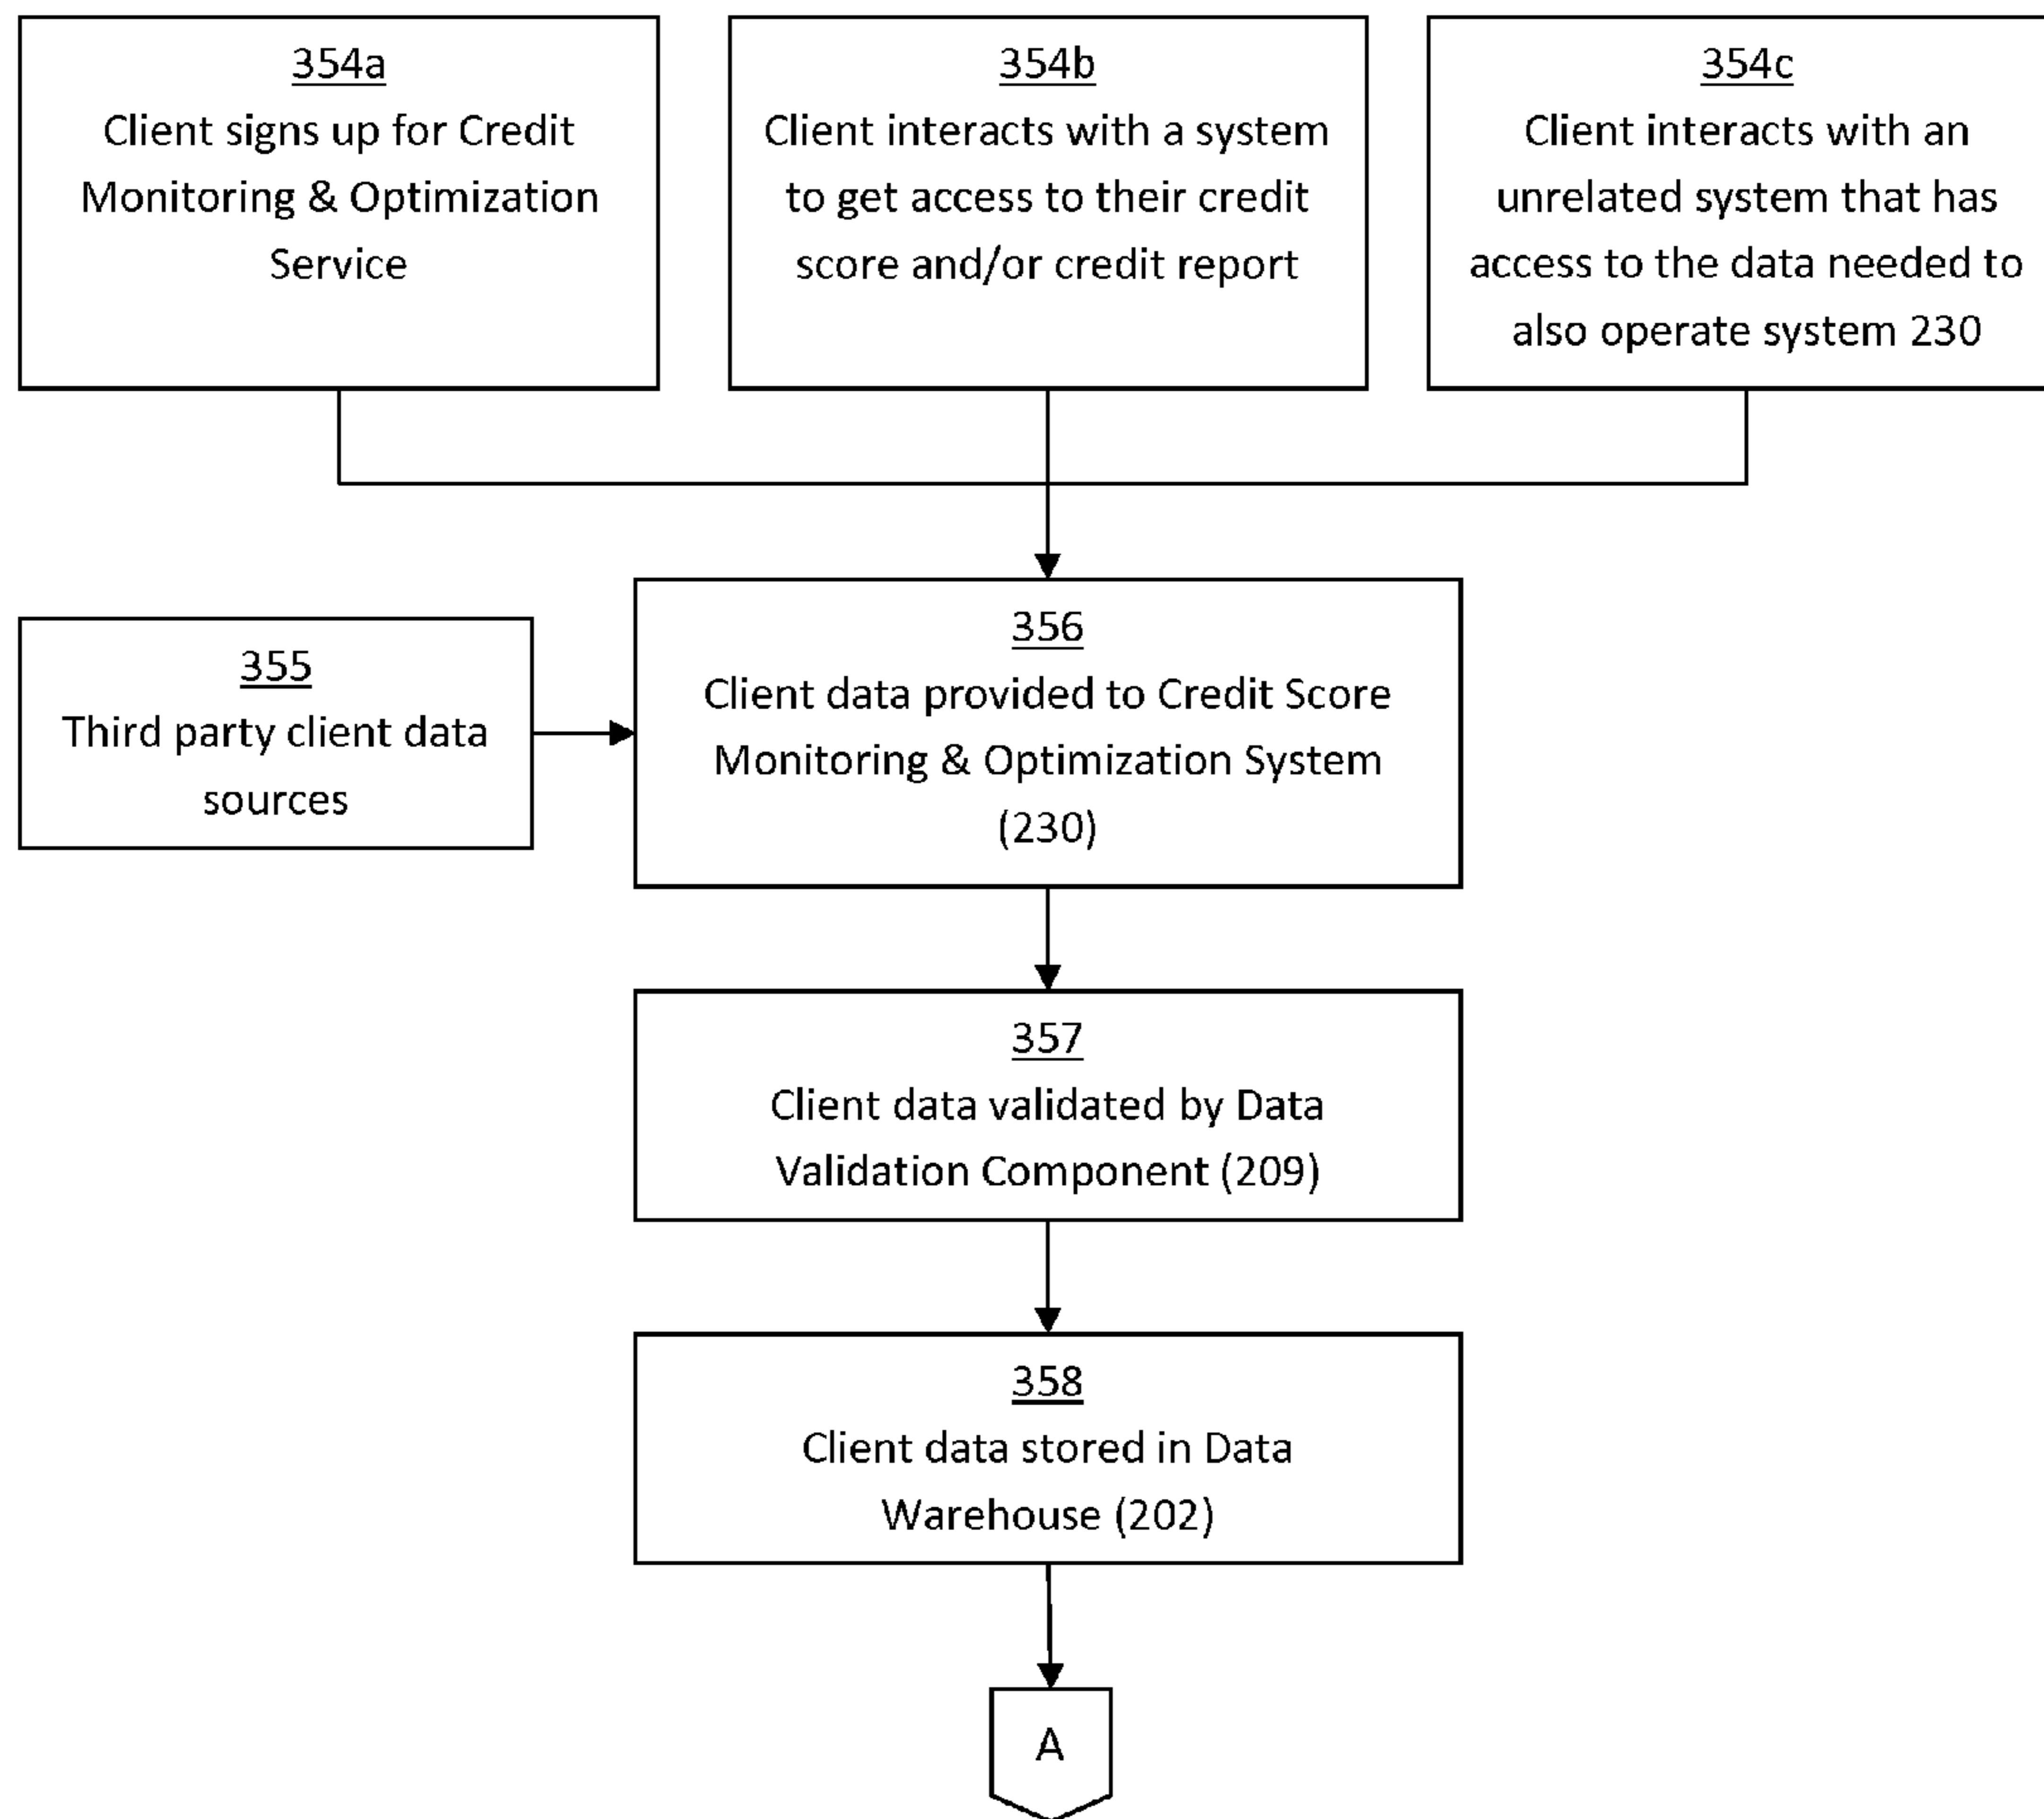 354a
Client signs up for Credit
Monitoring & Optimization
Service
354b
Client interacts with a system
to get access to their credit
score and/or credit report
354c
Client interacts with an
unrelated system that has
access to the data needed to
also operate system 230
355
Third party client data
sources
356
Client data provided to Credit Score
Monitoring & Optimization System
(230)
357
Client data validated by Data
Validation Component (209)
358
Client data stored in Data
Warehouse (202)
A